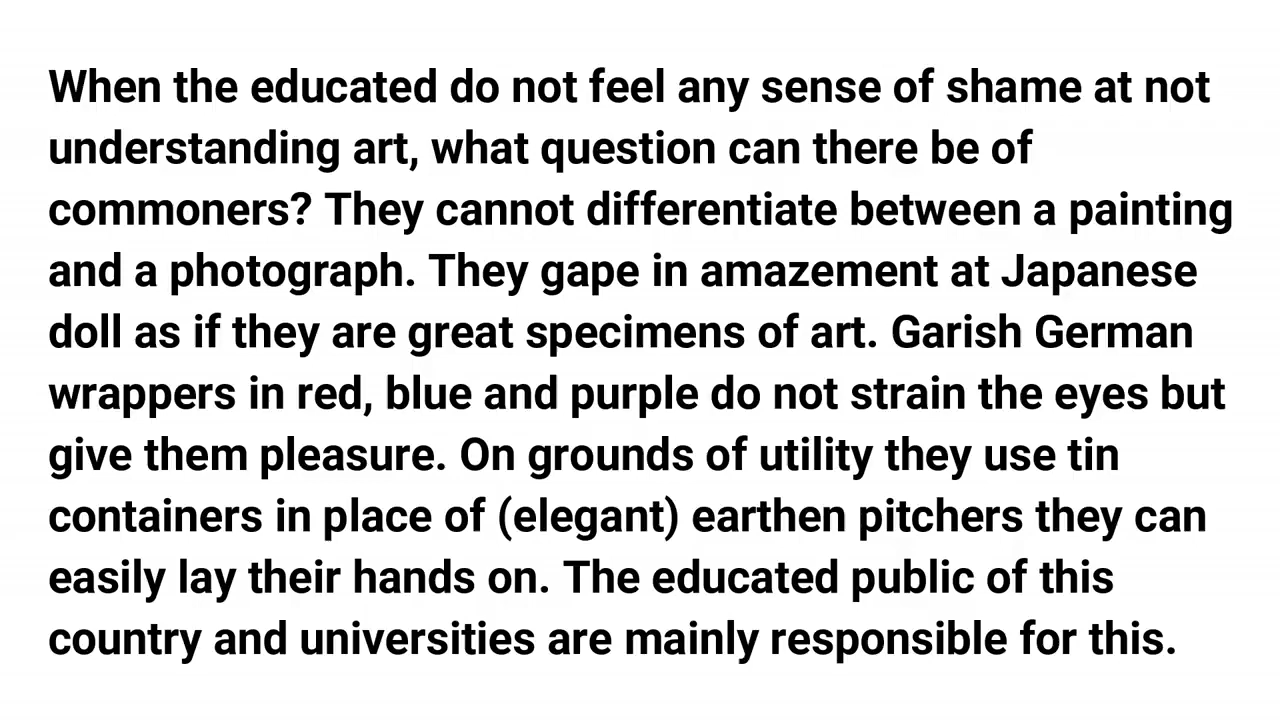 When the educated do not feel any sense of shame at not
understanding art, what question can there be of
commoners? They cannot differentiate between a painting
and a photograph. They gape in amazement at Japanese
doll as if they are great specimens of art. Garish German
wrappers in red, blue and purple do not strain the eyes but
give them pleasure. On grounds of utility they use tin
containers in place of (elegant) earthen pitchers they can
easily lay their hands on. The educated public of this
country and universities are mainly responsible for this.